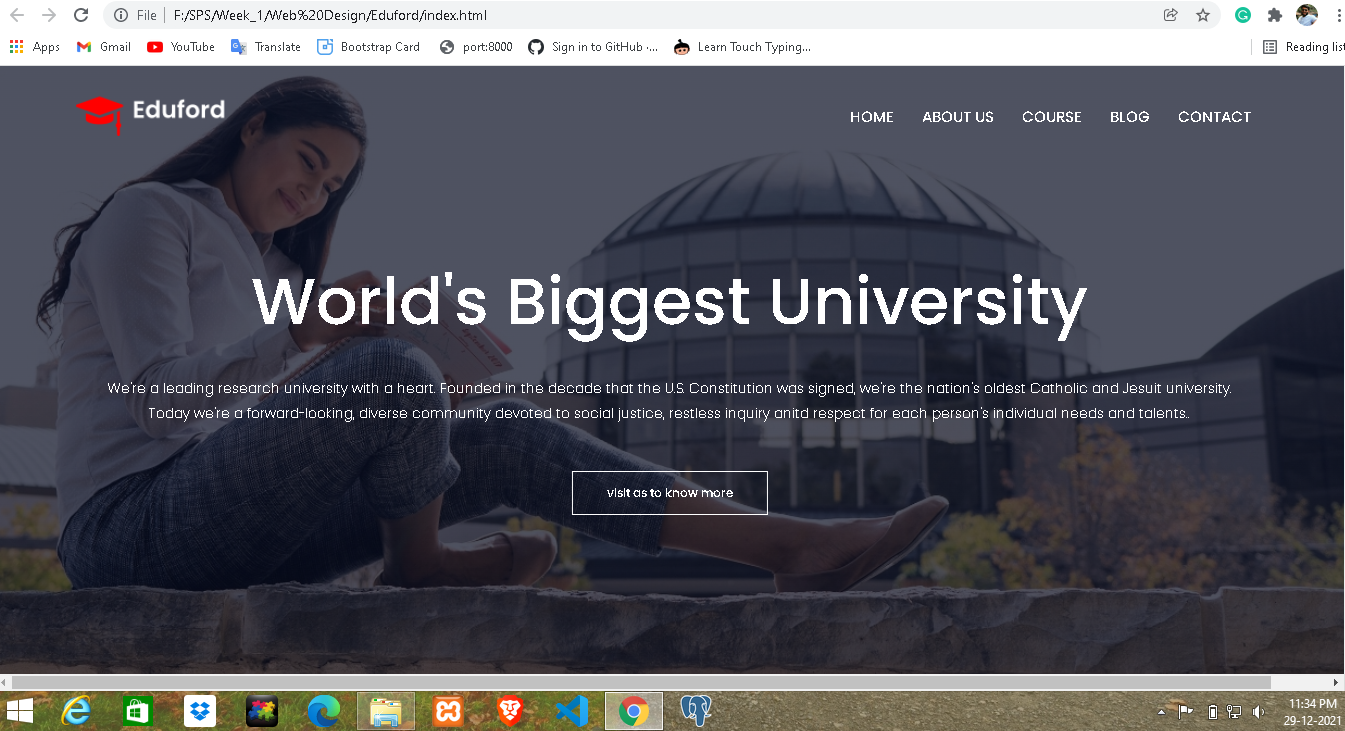 File F:/SPS/Week_1/Web%20Design/Eduford/index.html
Apps Gmail YouTube Translate Bootstrap Card port:8000 Sign in to GitHub ·... Learn Touch Typing... Reading list
Eduford HOME ABOUT US COURSE BLOG CONTACT
World's Biggest University
We're a leading research university with a heart. Founded in the decade that the U.S. Constitution was signed, we're the nation's oldest Catholic and Jesuit university.
Today we're a forward-looking, diverse community devoted to social justice, restless inquiry anitd respect for each person's individual needs and talents..
visit as to know more
11:34 PM
29-12-2021